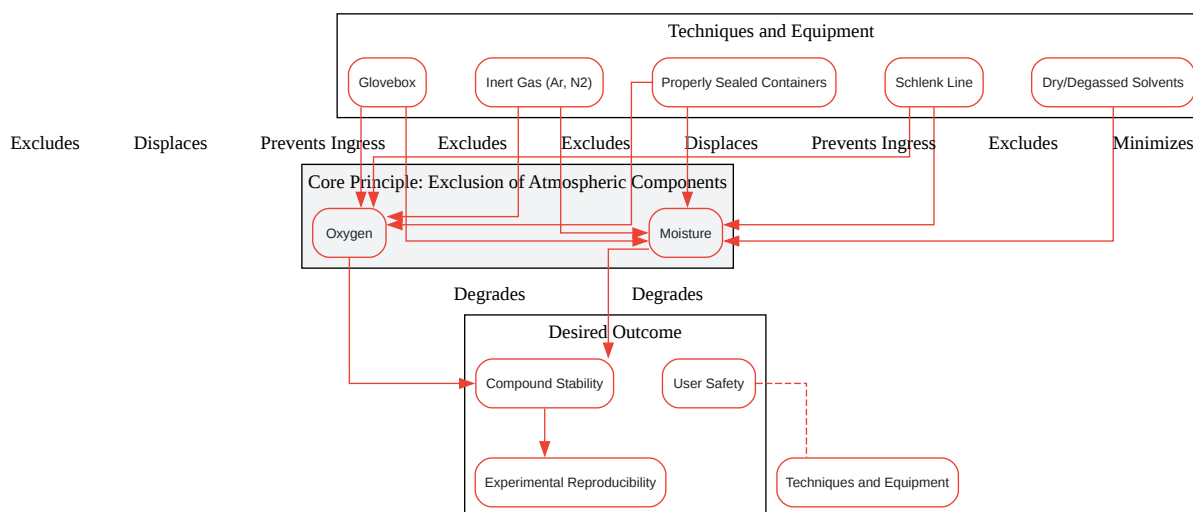 Techniques and Equipment
Glovebox
Inert Gas (Ar, N2)
Properly Sealed Containers
Schlenk Line
Dry/Degassed Solvents
Excludes
Displaces
Prevents Ingress
Excludes
Excludes
Displaces
Prevents Ingress
Excludes
Minimizes
Core Principle: Exclusion of Atmospheric Components
Oxygen
Moisture
Degrades
Degrades
Desired Outcome
Compound Stability
User Safety
Experimental Reproducibility
Techniques and Equipment